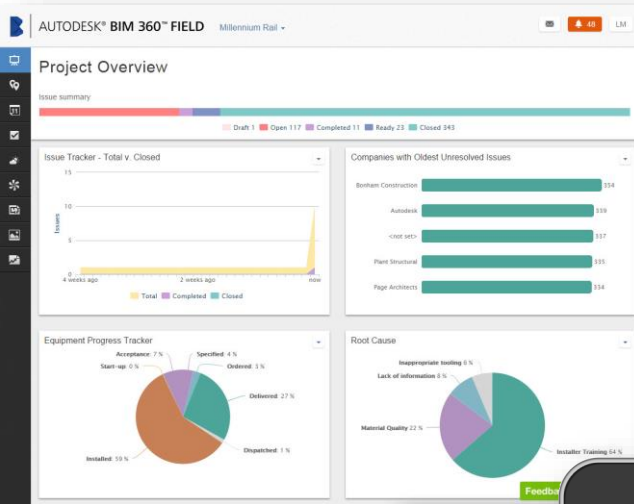 AUTODESK® BIM 360™ FIELD Millennium Rail
48 LM
Project Overview
Issue summary
Draft 1 Open 117 Completed 11 Ready 23 Closed 343
Issue Tracker - Total v. Closed
15
10
5
0
Issues
4 weeks ago 2 weeks ago now
Total Completed Closed
Companies with Oldest Unresolved Issues
Bonham Construction
Autodesk 339
<not set> 337
Plant Structural 335
Page Architects 334
Equipment Progress Tracker
Acceptance: 7 % Specified: 4 %
Start-up: 0 % Ordered: 3 %
Delivered: 27 %
Dispatched: 1 %
Installed: 59 %
Root Cause
Inappropriate tooling 6 %
Lack of information 8 %
Material Quality 22 %
Installer Training 64 %
Feedba